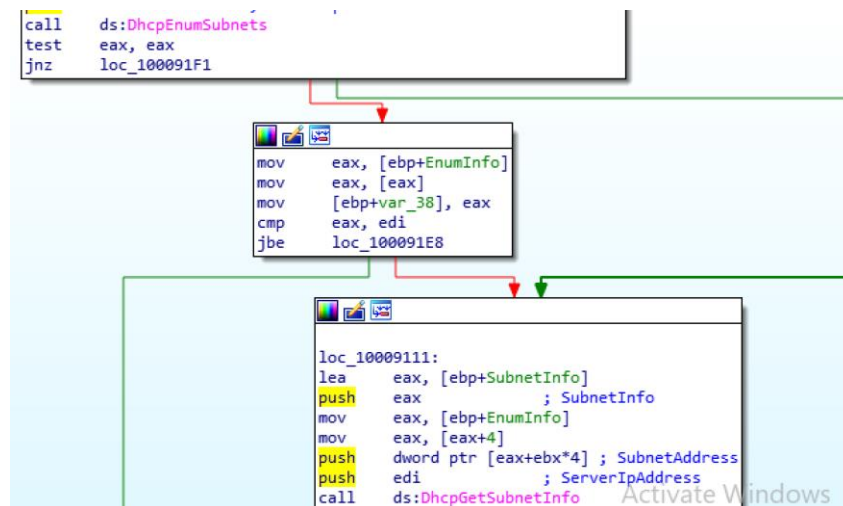 call ds:DhcpEnumSubnets
test eax, eax
jnz loc_100091F1
mov eax, [ebp+EnumInfo]
mov eax, [eax]
mov [ebp+var_38], eax
cmp eax, edi
jbe loc_100091E8
loc_10009111:
lea eax, [ebp+SubnetInfo]
push eax ; SubnetInfo
mov eax, [ebp+EnumInfo]
mov eax, [eax+4]
push dword ptr [eax+ebx*4] ; SubnetAddress
push edi ; ServerIpAddress
call ds:DhcpGetSubnetInfo
Activate Windows